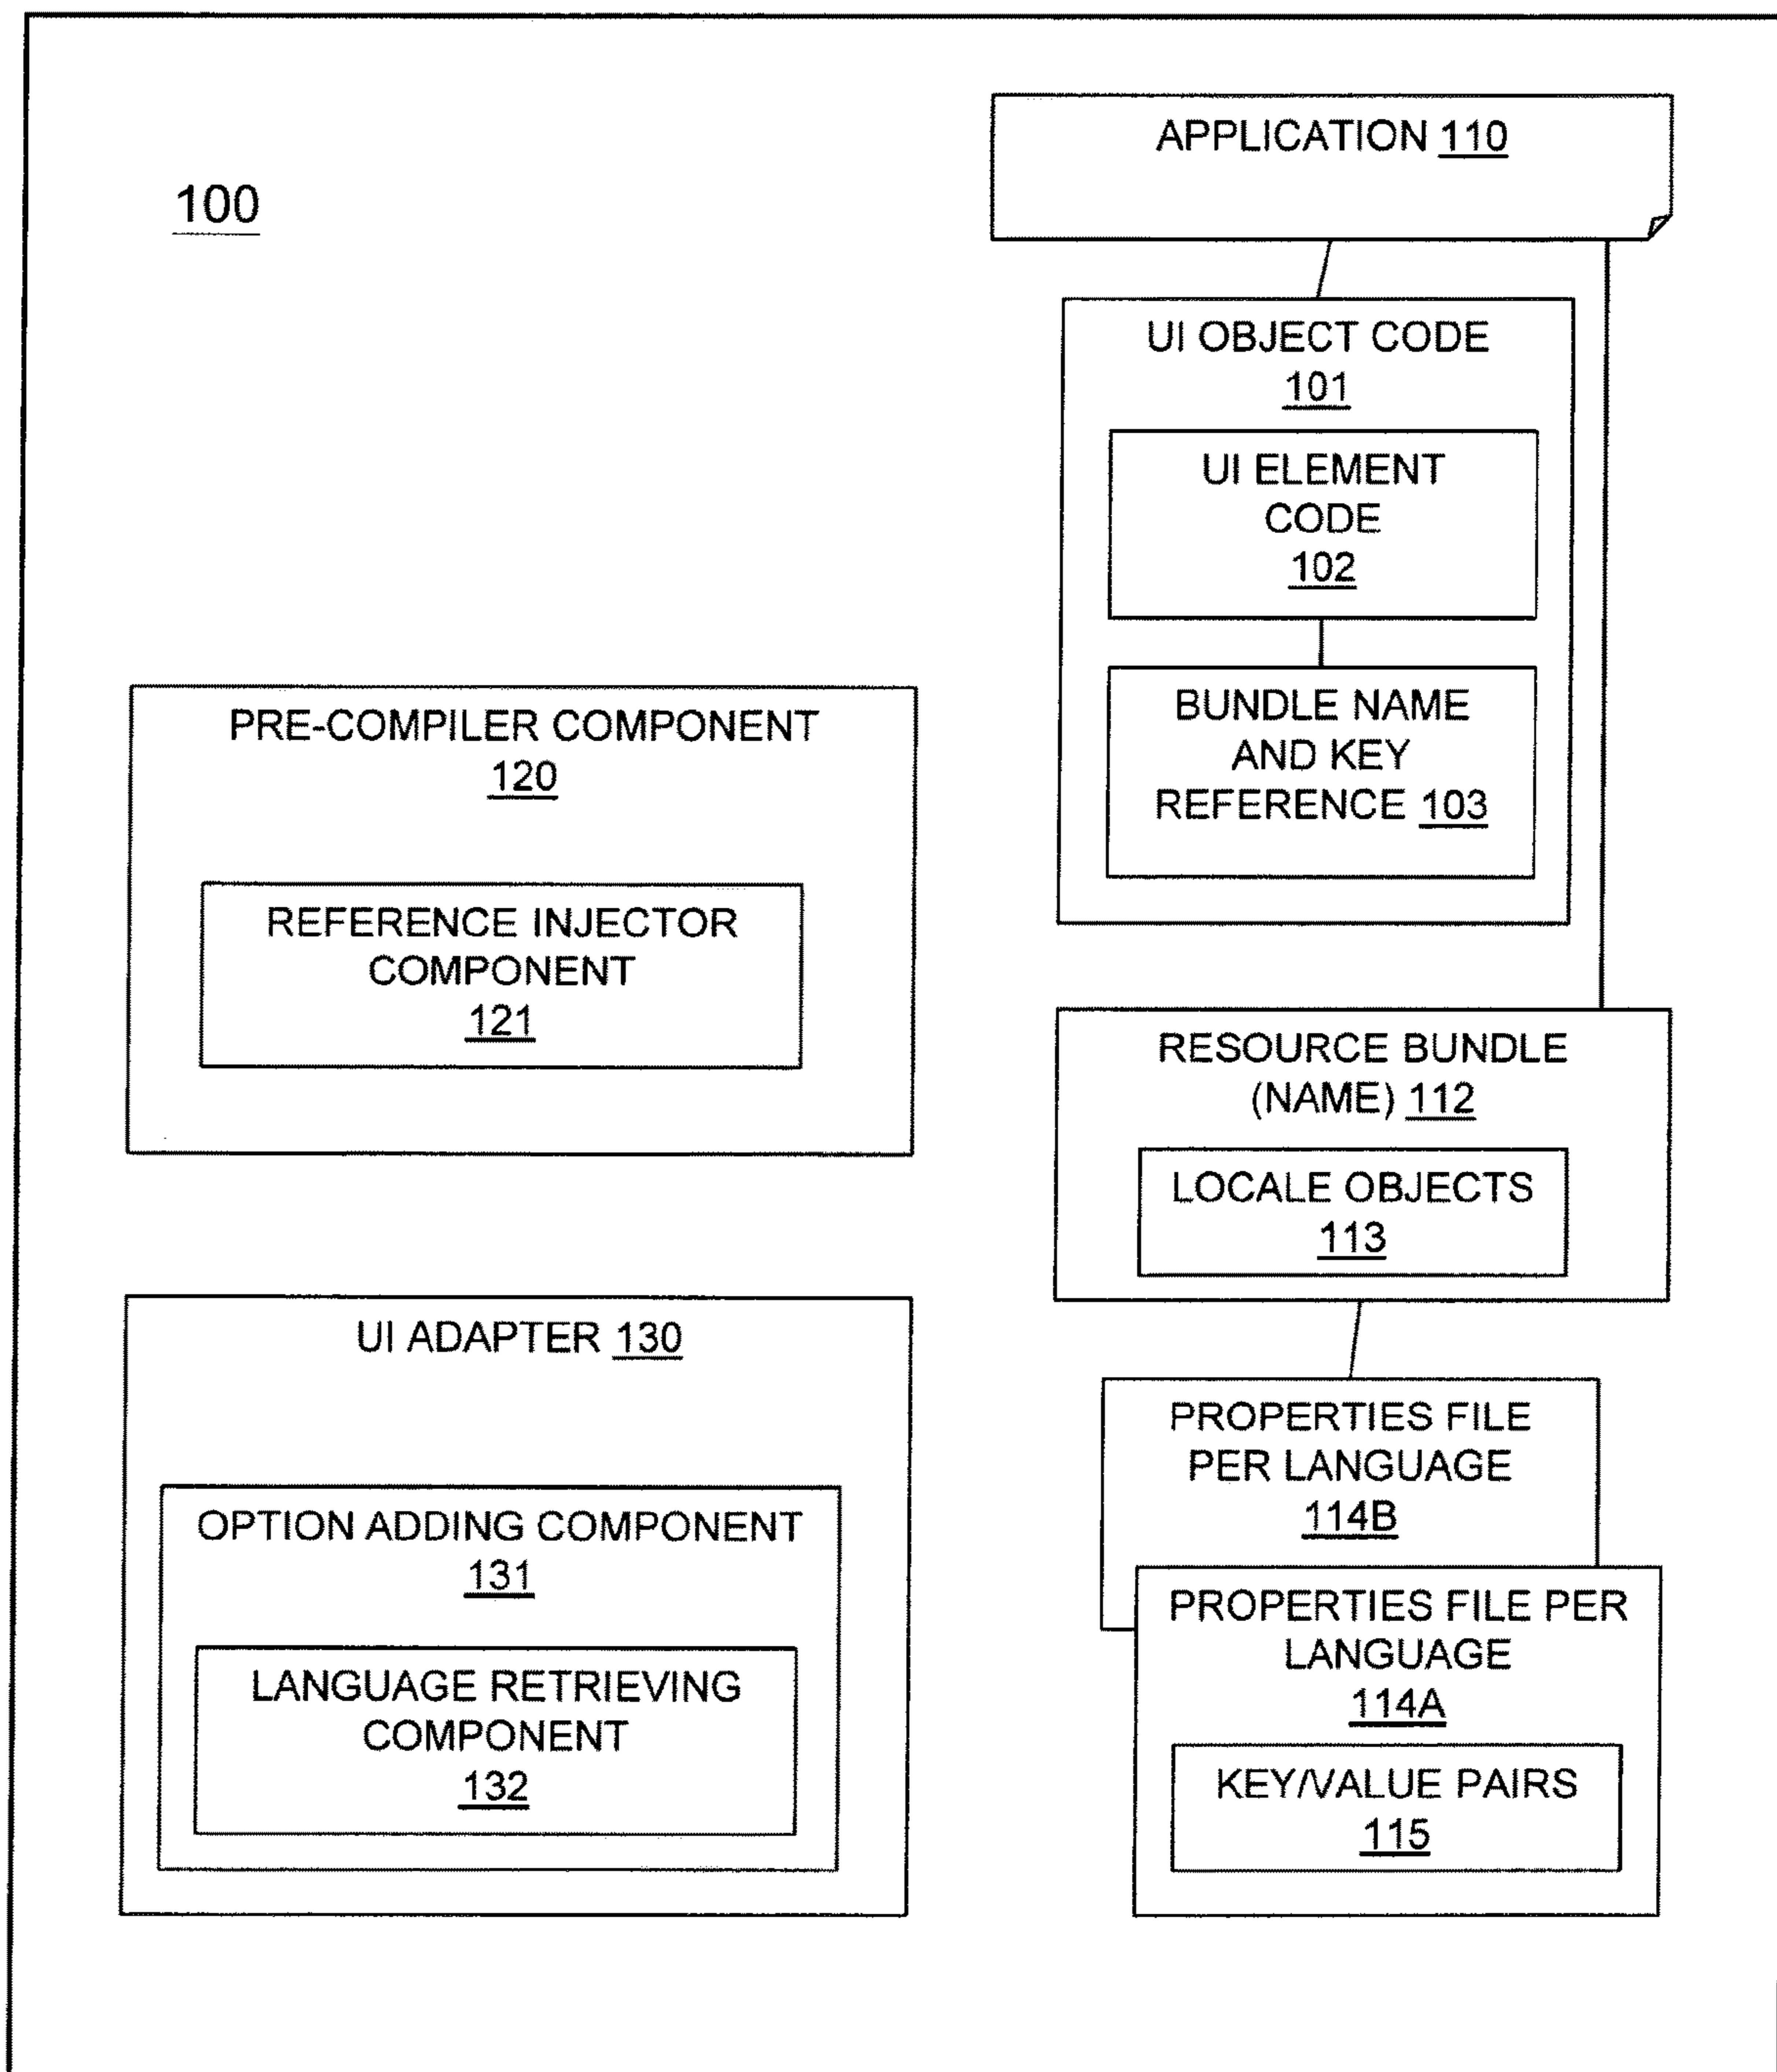 100
APPLICATION 110
UI OBJECT CODE
101
UI ELEMENT
CODE
102
BUNDLE NAME
AND KEY
REFERENCE 103
PRE-COMPILER COMPONENT
120
REFERENCE INJECTOR
COMPONENT
121
RESOURCE BUNDLE
(NAME) 112
LOCALE OBJECTS
113
UI ADAPTER 130
OPTION ADDING COMPONENT
131
LANGUAGE RETRIEVING
COMPONENT
132
PROPERTIES FILE
PER LANGUAGE
114B
PROPERTIES FILE PER
LANGUAGE
114A
KEY/VALUE PAIRS
115